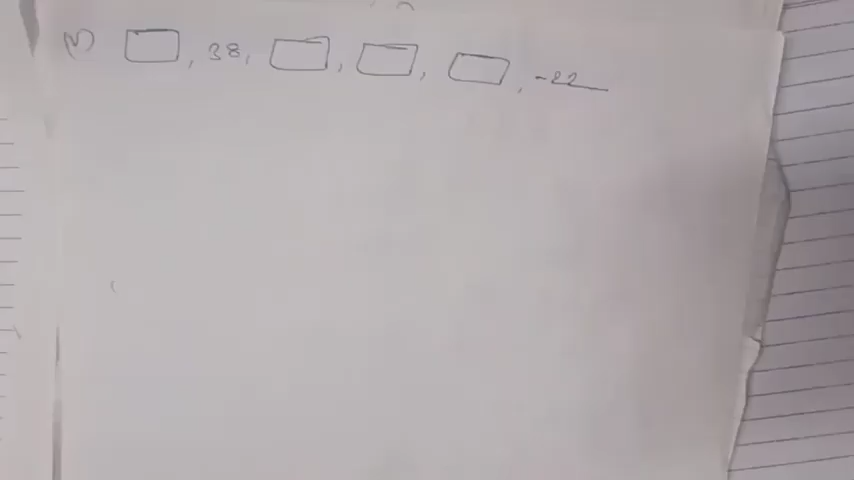 (v) □, 38, □, □, □, -22